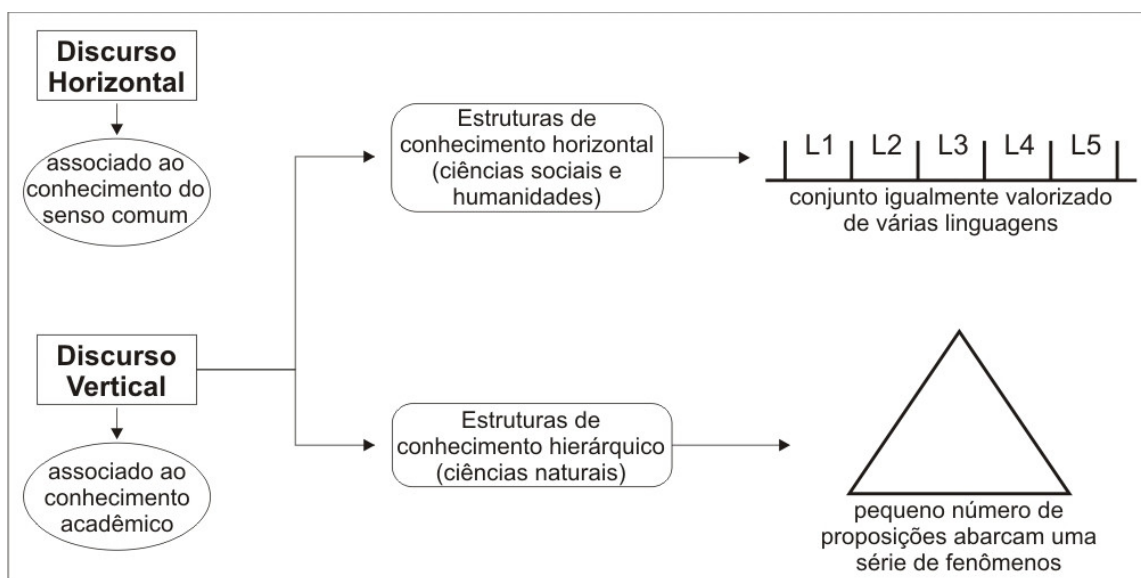 Discurso
Horizontal
associado ao
conhecimento do
senso comum
Estruturas de
conhecimento horizontal
(ciências sociais e
humanidades)
L1 L2 L3 L4 L5
conjunto igualmente valorizado
de várias linguagens
Discurso
Vertical
associado ao
conhecimento
acadêmico
Estruturas de
conhecimento hierárquico
(ciências naturais)
pequeno número de
proposições abarcam uma
série de fenômenos